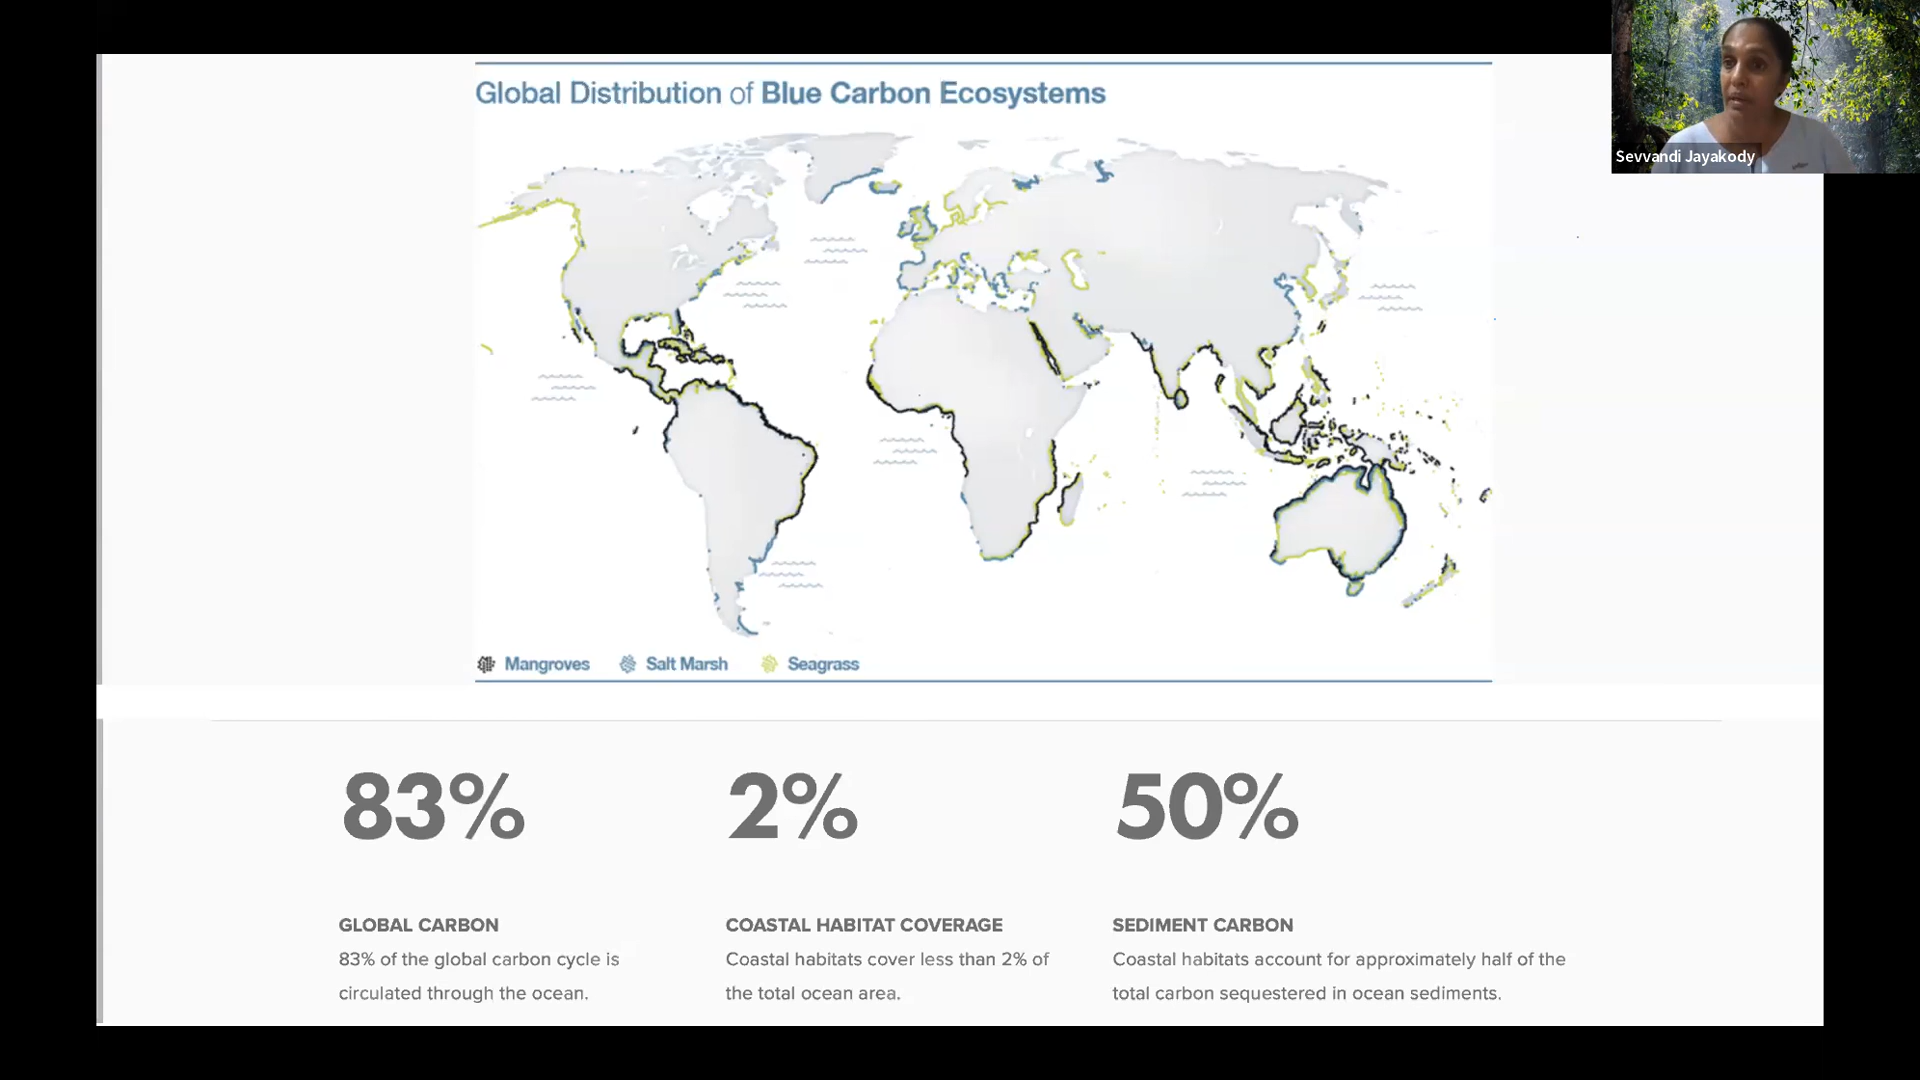 Global Distribution of Blue Carbon Ecosystems
Sevvandi Jayakody
Mangroves Salt Marsh Seagrass
83% 2% 50%
GLOBAL CARBON
83% of the global carbon cycle is
circulated through the ocean.
COASTAL HABITAT COVERAGE
Coastal habitats cover less than 2% of
the total ocean area.
SEDIMENT CARBON
Coastal habitats account for approximately half of the
total carbon sequestered in ocean sediments.